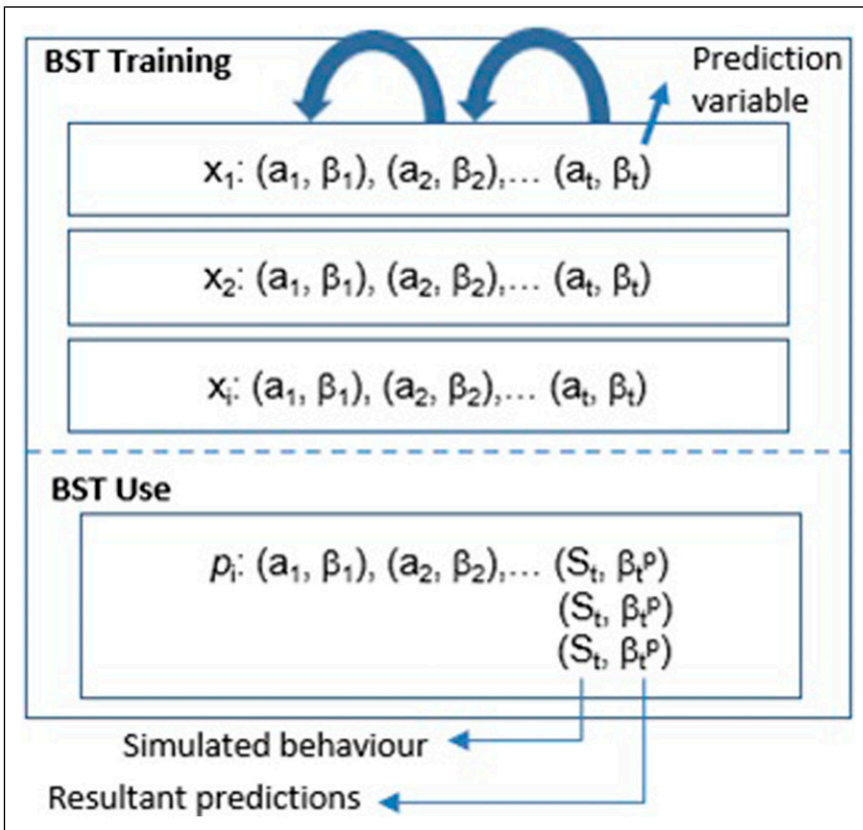 BST Training
Prediction
variable
x₁: (a₁, β₁), (a₂, β₂),... (aₜ, βₜ)
x₂: (a₁, β₁), (a₂, β₂),... (aₜ, βₜ)
xᵢ: (a₁, β₁), (a₂, β₂),... (aₜ, βₜ)
BST Use
pᵢ: (a₁, β₁), (a₂, β₂),... (Sₜ, βₜᵖ)
(Sₜ, βₜᵖ)
(Sₜ, βₜᵖ)
Simulated behaviour
Resultant predictions